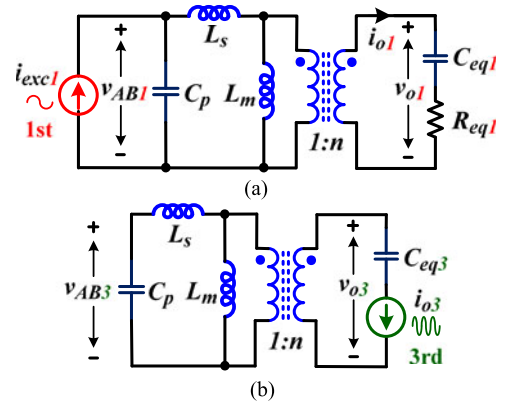 i_exc1
1st
+
v_AB1
−
C_p
L_s
L_m
1:n
i_o1
+
v_o1
−
C_eq1
R_eq1
(a)
+
v_AB3
−
C_p
L_s
L_m
1:n
+
v_o3
−
C_eq3
i_o3
3rd
(b)